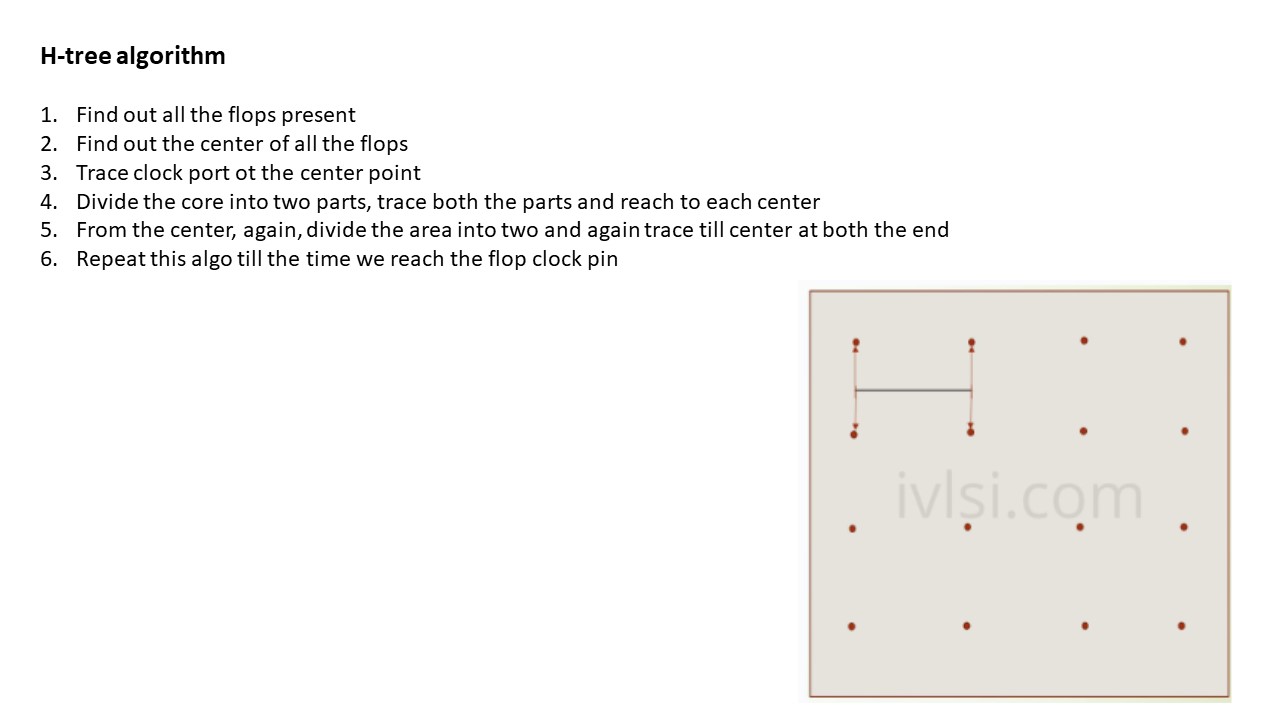 H-tree algorithm
1. Find out all the flops present
2. Find out the center of all the flops
3. Trace clock port ot the center point
4. Divide the core into two parts, trace both the parts and reach to each center
5. From the center, again, divide the area into two and again trace till center at both the end
6. Repeat this algo till the time we reach the flop clock pin
ivlsi.com